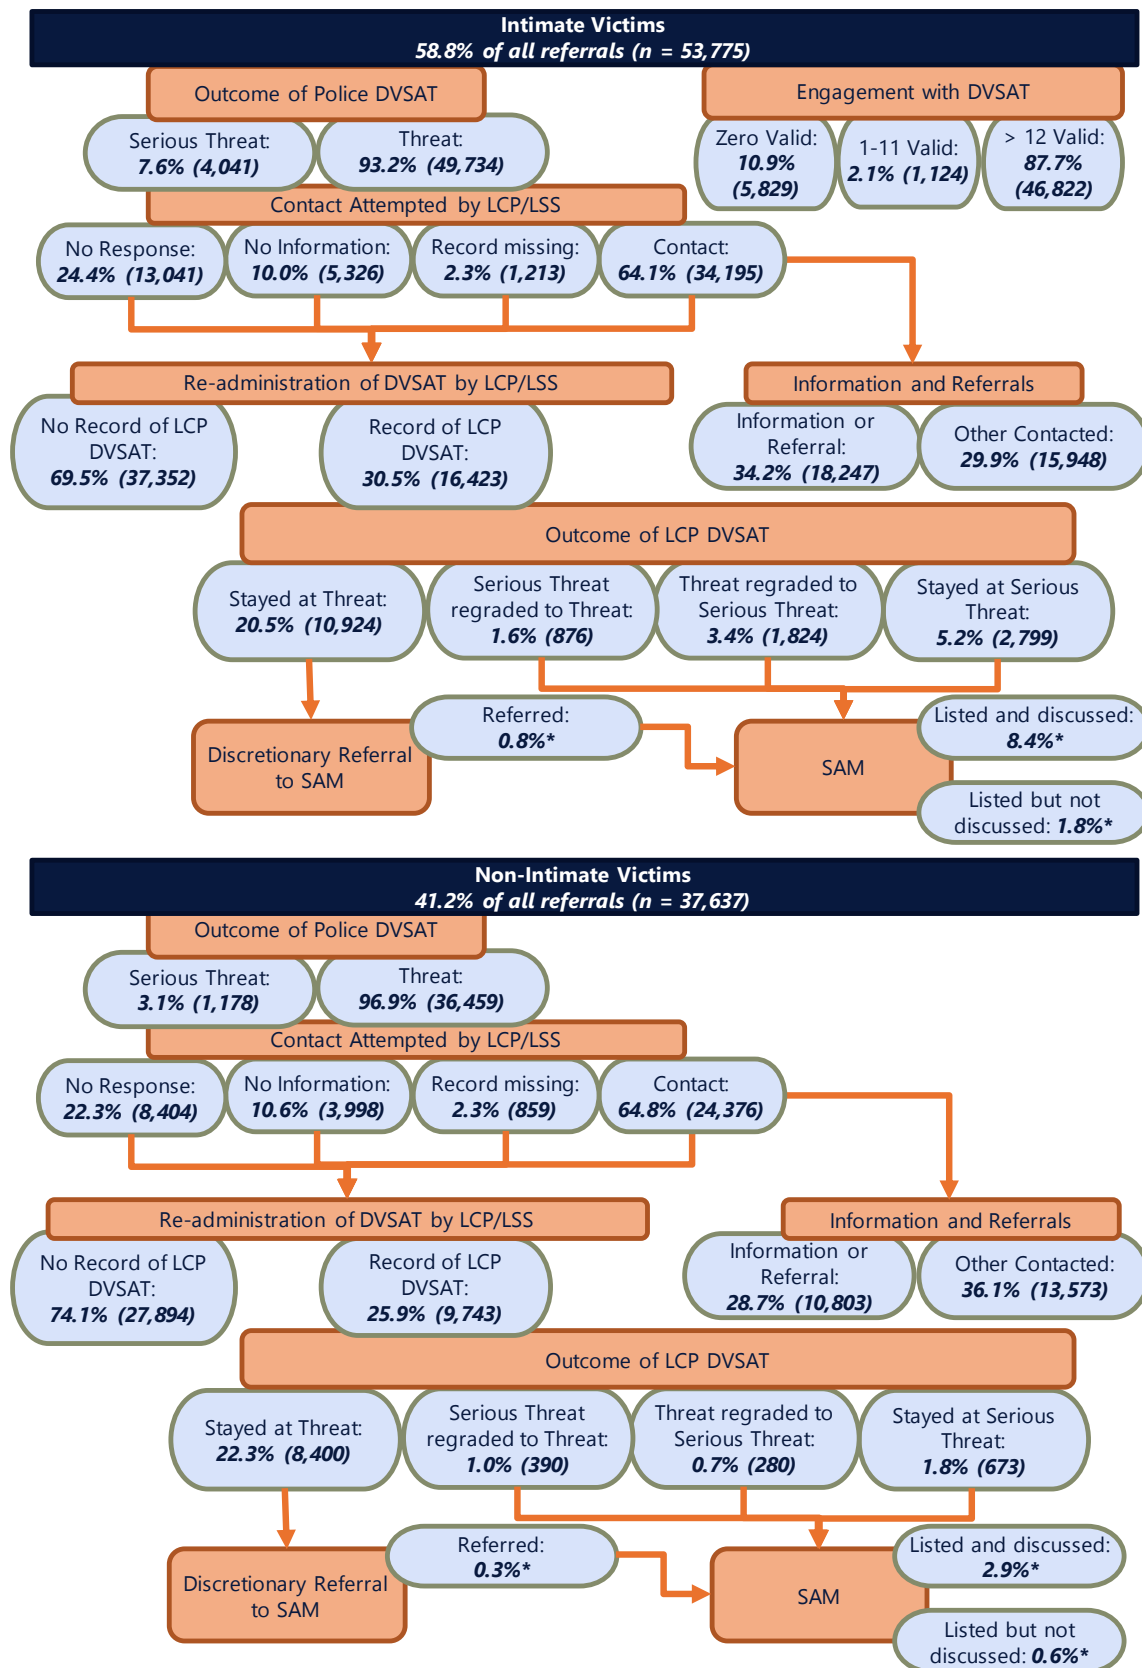 Intimate Victims
58.8% of all referrals (n = 53,775)
Outcome of Police DVSAT
Engagement with DVSAT
Serious Threat:
7.6% (4,041)
Threat:
93.2% (49,734)
Zero Valid:
10.9%
(5,829)
1-11 Valid:
2.1% (1,124)
> 12 Valid:
87.7%
(46,822)
Contact Attempted by LCP/LSS
No Response:
24.4% (13,041)
No Information:
10.0% (5,326)
Record missing:
2.3% (1,213)
Contact:
64.1% (34,195)
Re-administration of DVSAT by LCP/LSS
Information and Referrals
No Record of LCP
DVSAT:
69.5% (37,352)
Record of LCP
DVSAT:
30.5% (16,423)
Information or
Referral:
34.2% (18,247)
Other Contacted:
29.9% (15,948)
Outcome of LCP DVSAT
Stayed at Threat:
20.5% (10,924)
Serious Threat
regraded to Threat:
1.6% (876)
Threat regraded to
Serious Threat:
3.4% (1,824)
Stayed at Serious
Threat:
5.2% (2,799)
Discretionary Referral
to SAM
Referred:
0.8%*
SAM
Listed and discussed:
8.4%*
Listed but not
discussed: 1.8%*
Non-Intimate Victims
41.2% of all referrals (n = 37,637)
Outcome of Police DVSAT
Serious Threat:
3.1% (1,178)
Threat:
96.9% (36,459)
Contact Attempted by LCP/LSS
No Response:
22.3% (8,404)
No Information:
10.6% (3,998)
Record missing:
2.3% (859)
Contact:
64.8% (24,376)
Re-administration of DVSAT by LCP/LSS
Information and Referrals
No Record of LCP
DVSAT:
74.1% (27,894)
Record of LCP
DVSAT:
25.9% (9,743)
Information or
Referral:
28.7% (10,803)
Other Contacted:
36.1% (13,573)
Outcome of LCP DVSAT
Stayed at Threat:
22.3% (8,400)
Serious Threat
regraded to Threat:
1.0% (390)
Threat regraded to
Serious Threat:
0.7% (280)
Stayed at Serious
Threat:
1.8% (673)
Discretionary Referral
to SAM
Referred:
0.3%*
SAM
Listed and discussed:
2.9%*
Listed but not
discussed: 0.6%*